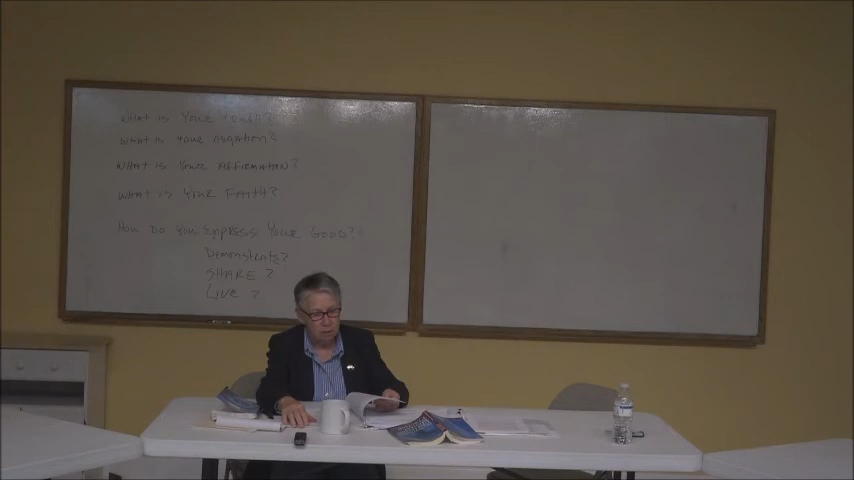 WHAT IS YOUR TRUTH?
WHAT IS YOUR NEGATION?
WHAT IS YOUR AFFIRMATION?
WHAT IS YOUR FAITH?
HOW DO YOU EXPRESS YOUR GOOD?
Demonstrate?
SHARE ?
LIVE ?